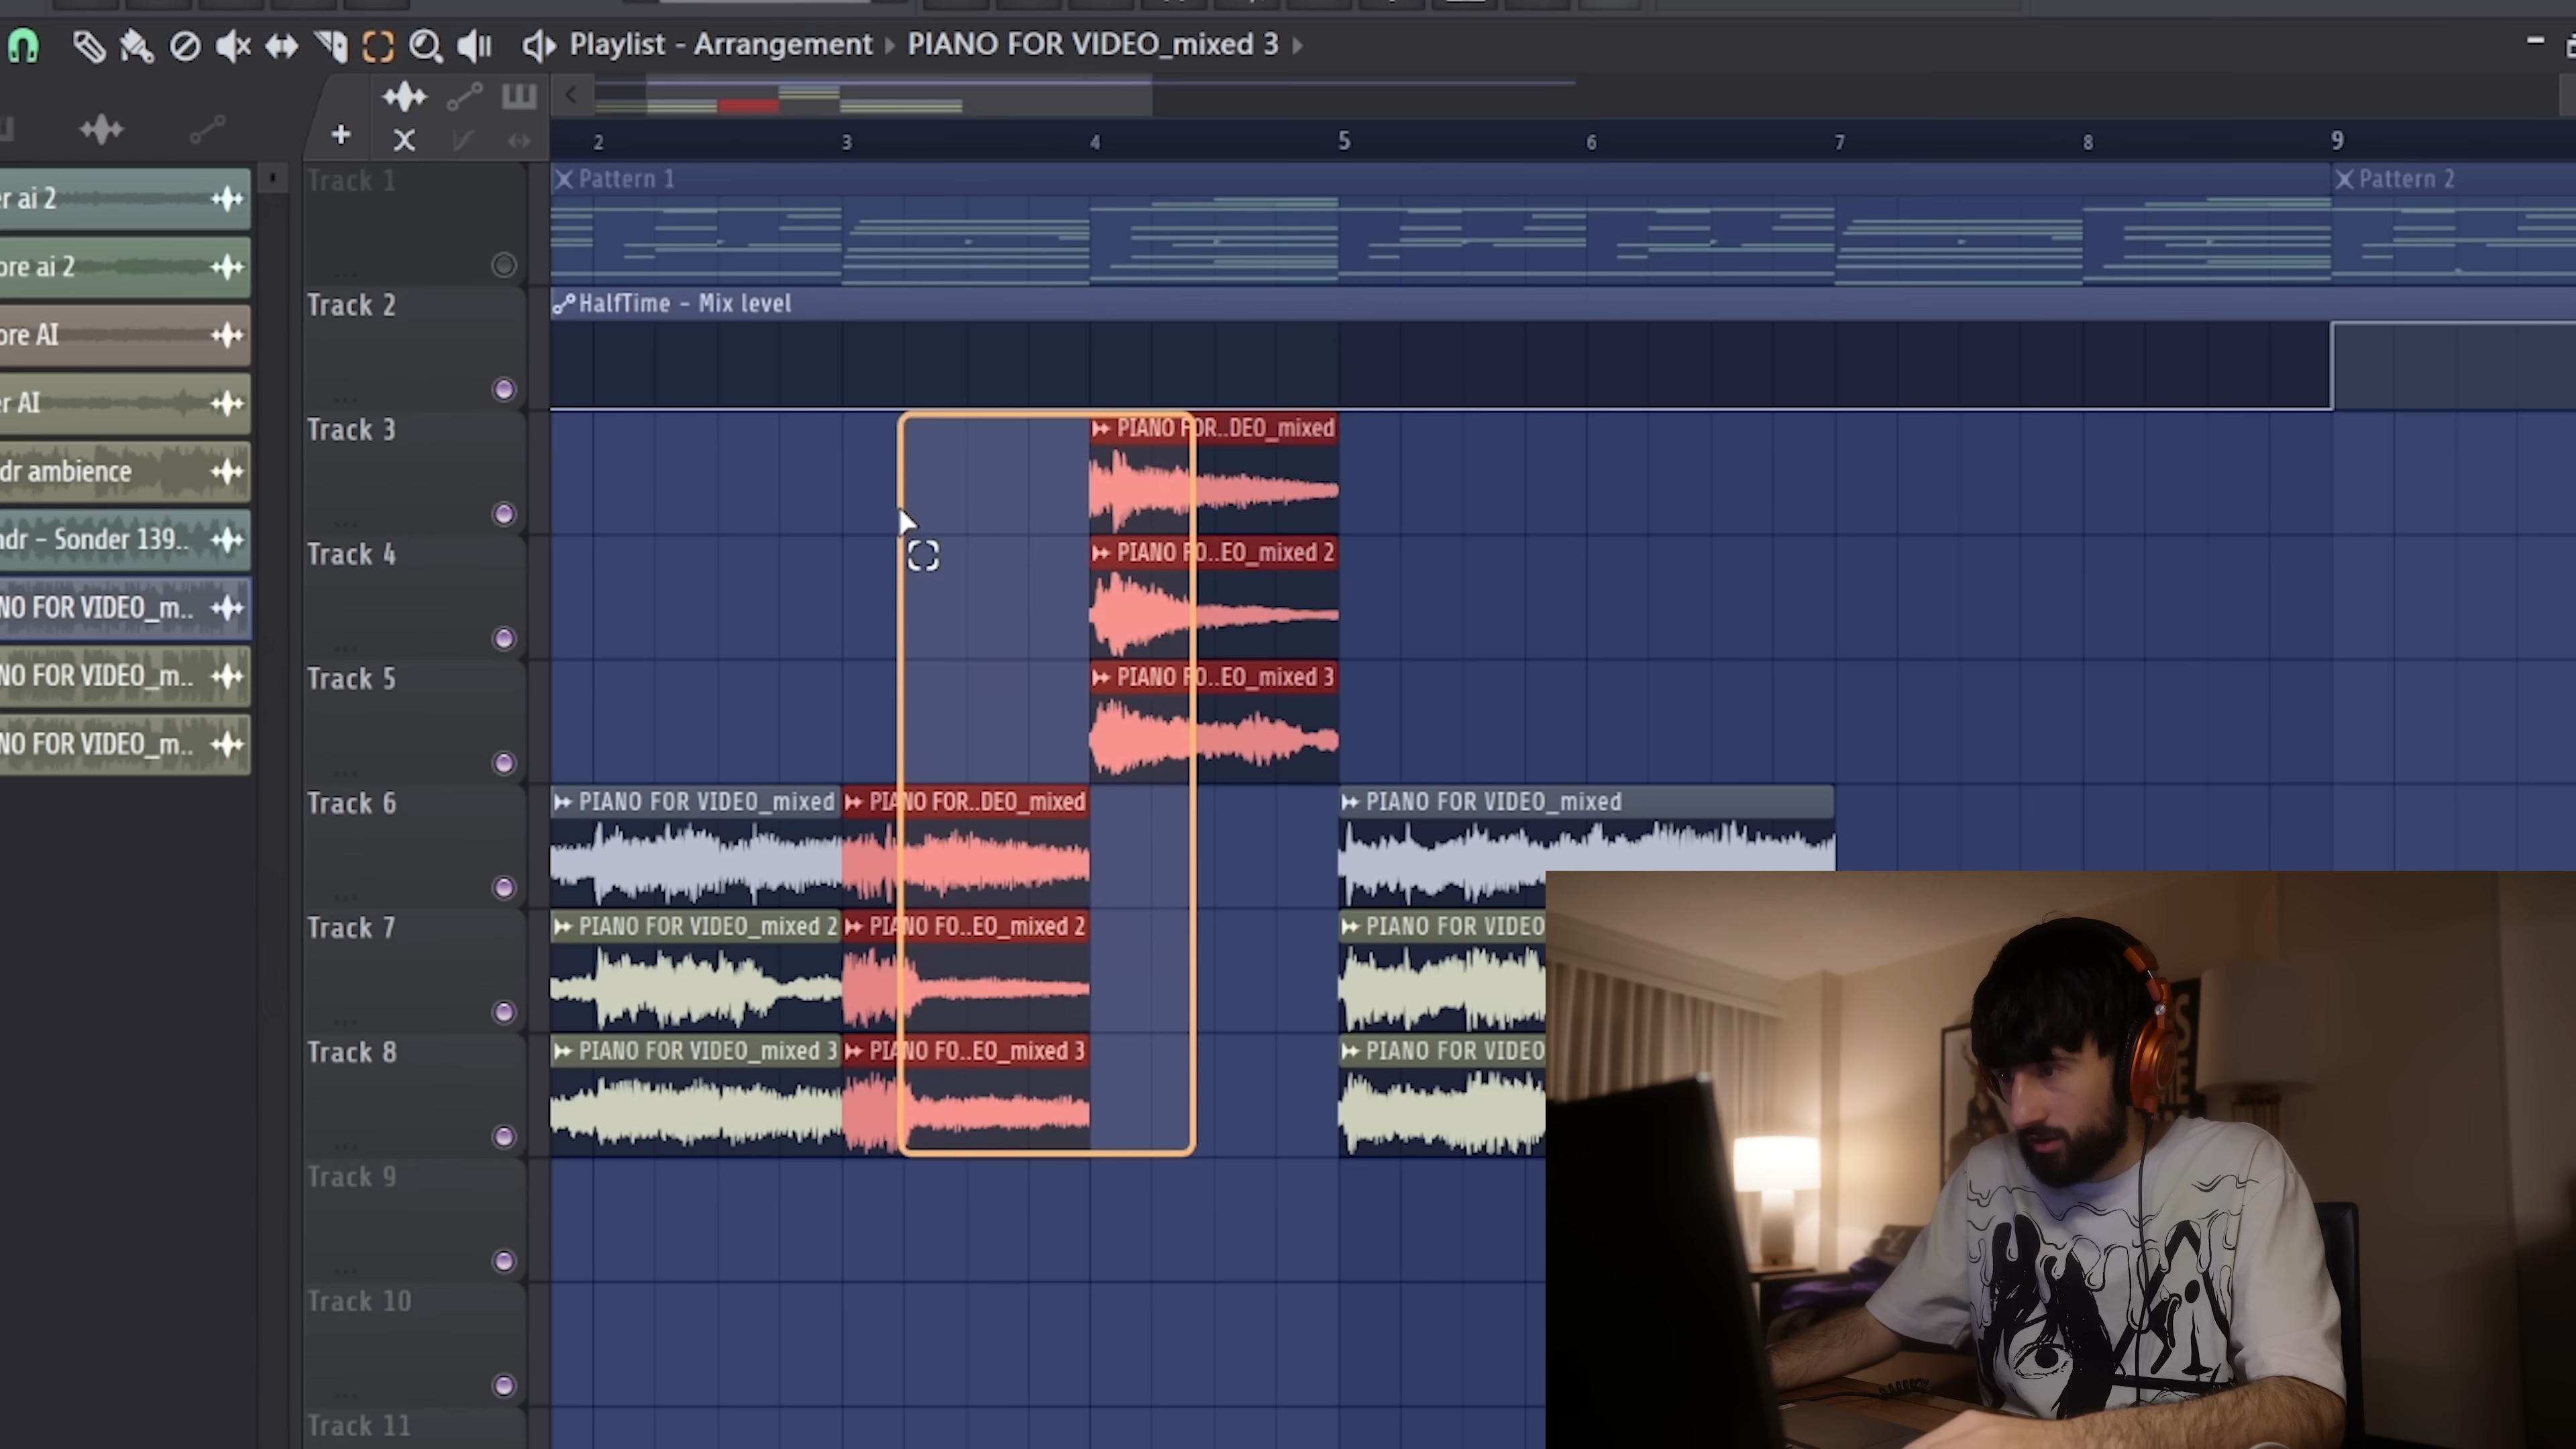 Playlist - Arrangement ▸ PIANO FOR VIDEO_mixed 3 ▸
2 3 4 5 6 7 8 9
Track 1
Pattern 1
Pattern 2
r ai 2
ore ai 2
ore AI
r AI
dr ambience
ndr - Sonder 139..
NO FOR VIDEO_m..
NO FOR VIDEO_m..
NO FOR VIDEO_m..
Track 2
HalfTime - Mix level
Track 3
PIANO FOR..DEO_mixed
Track 4
PIANO FO..EO_mixed 2
Track 5
PIANO FO..EO_mixed 3
Track 6
PIANO FOR VIDEO_mixed
PIANO FOR..DEO_mixed
PIANO FOR VIDEO_mixed
Track 7
PIANO FOR VIDEO_mixed 2
PIANO FO..EO_mixed 2
PIANO FOR VIDEO
Track 8
PIANO FOR VIDEO_mixed 3
PIANO FO..EO_mixed 3
PIANO FOR VIDEO
Track 9
Track 10
Track 11